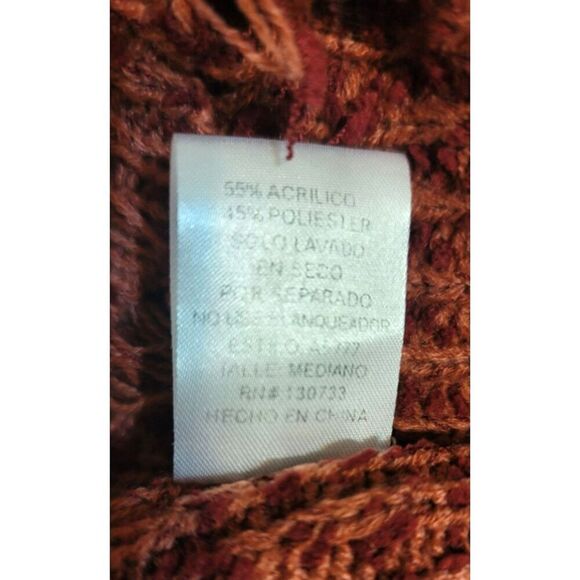 55% ACRILICO
45% POLIESTER
SOLO LAVADO
EN SECO
POR SEPARADO
NO USE BLANQUEADOR
ESTILO:
TALLE: MEDIANO
RN# 130733
HECHO EN CHINA